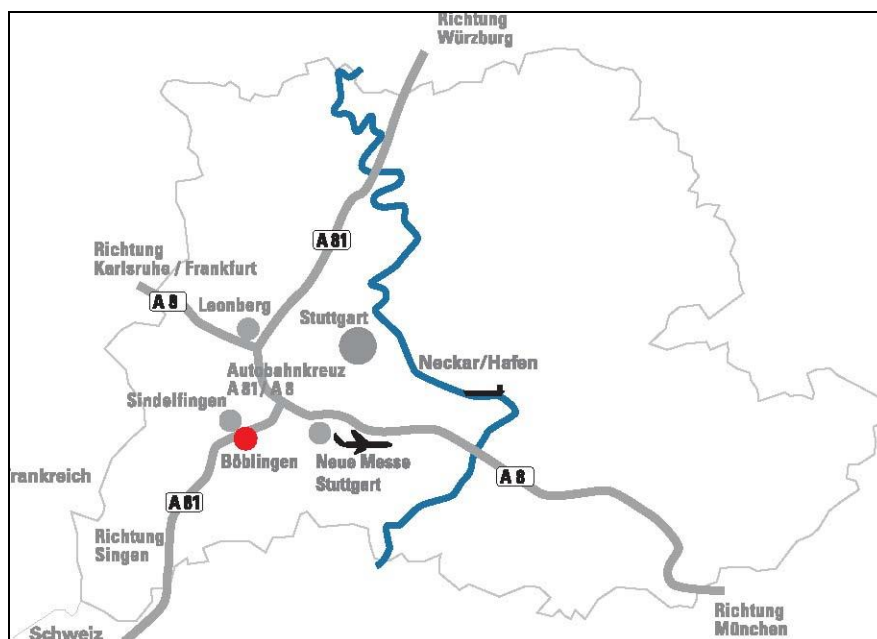 Richtung
Würzburg
A 81
Richtung
Karlsruhe / Frankfurt
A 8
Leonberg
Stuttgart
Neckar/Hafen
Autobahnkreuz
A 81/ A 8
Sindelfingen
Böblingen
Neue Messe
Stuttgart
A 8
rankreich
A 81
Richtung
Singen
Schweiz
Richtung
München